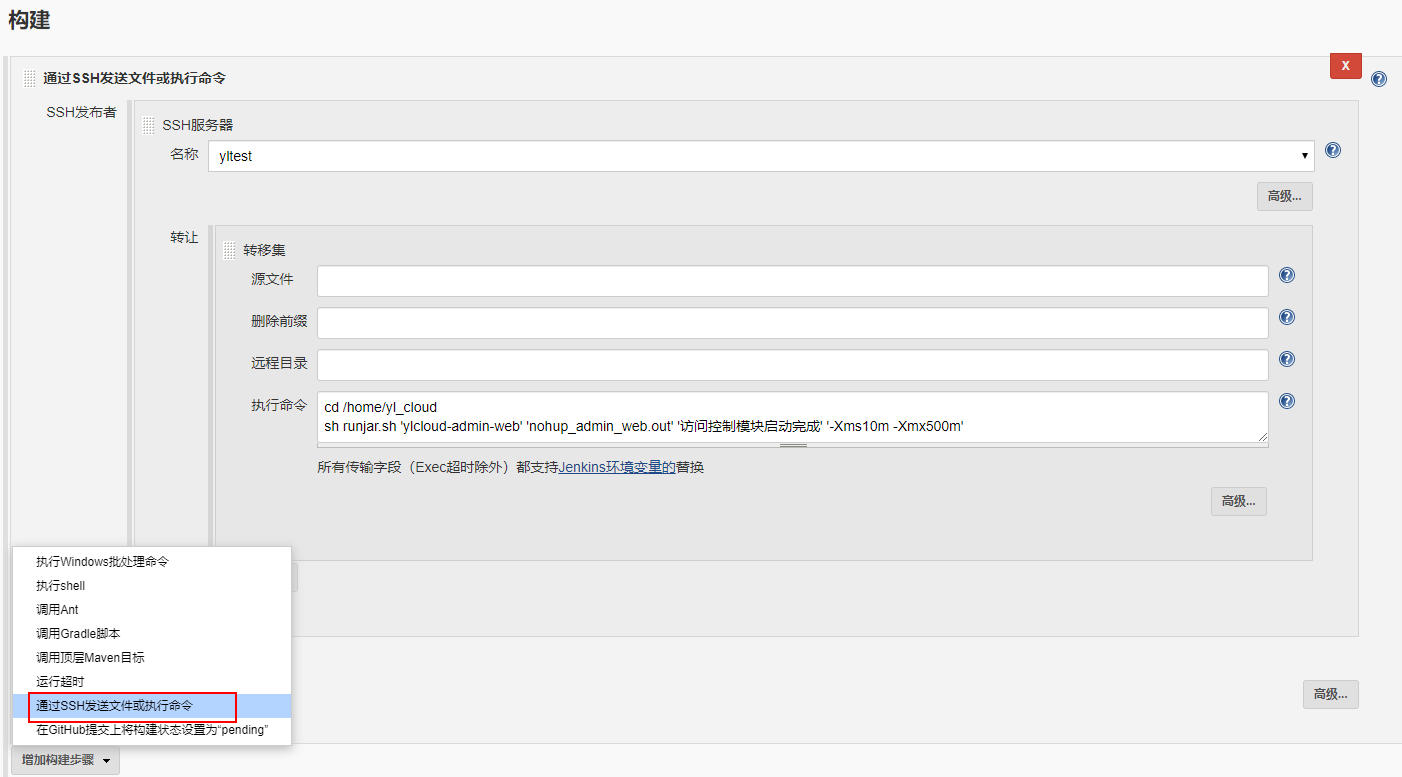 构建
通过SSH发送文件或执行命令
X
SSH发布者
SSH服务器
名称
yltest
高级...
转让
转移集
源文件
删除前缀
远程目录
执行命令
cd /home/yl_cloud
sh runjar.sh 'ylcloud-admin-web' 'nohup_admin_web.out' '访问控制模块启动完成' '-Xms10m -Xmx500m'
所有传输字段（Exec超时除外）都支持Jenkins环境变量的替换
高级...
执行Windows批处理命令
执行shell
调用Ant
调用Gradle脚本
调用顶层Maven目标
运行超时
通过SSH发送文件或执行命令
在GitHub提交上将构建状态设置为“pending”
高级...
增加构建步骤